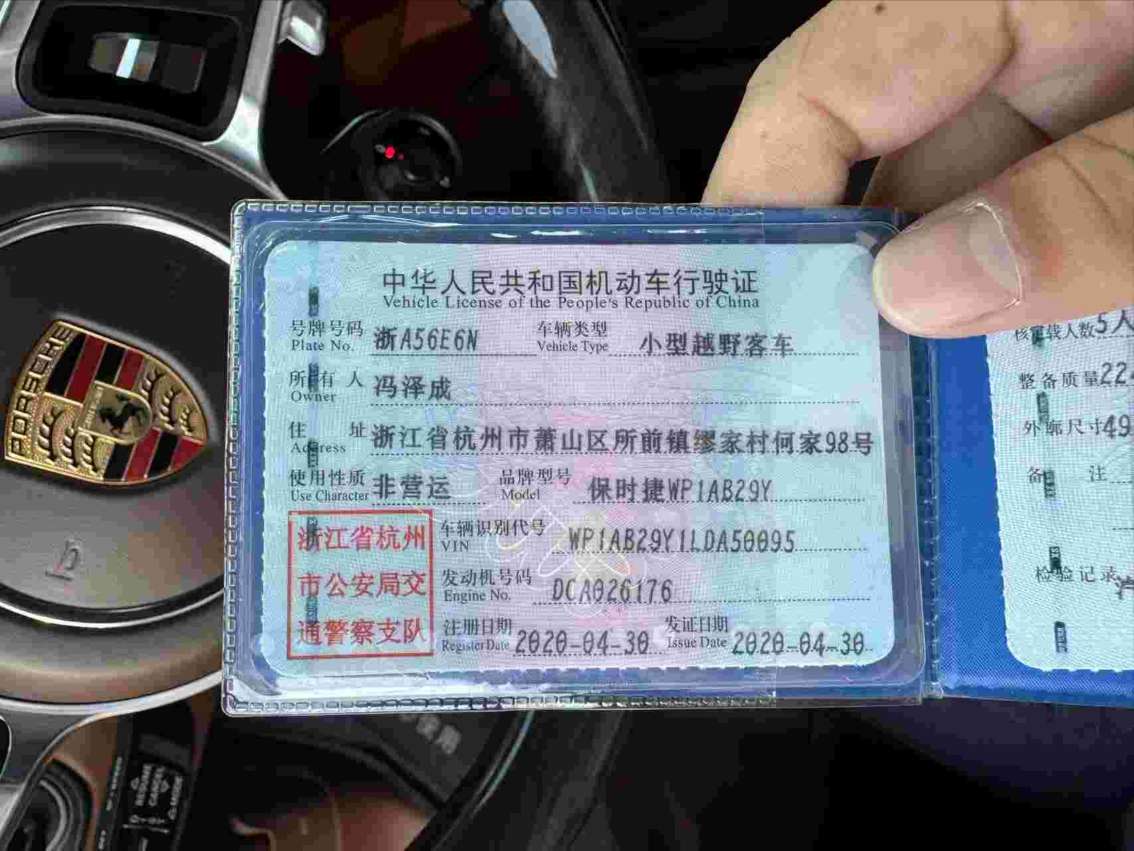 中华人民共和国机动车行驶证
Vehicle License of the People's Republic of China
号牌号码 浙A56E6N 车辆类型 小型越野客车
Plate No. Vehicle Type
所有人 冯泽成
Owner
住址 浙江省杭州市萧山区所前镇缪家村何家98号
Address
使用性质 非营运 品牌型号 保时捷WP1AB29Y
Use Character Model
浙江省杭州
市公安局交
通警察支队
车辆识别代号 WP1AB29Y1LDA50095
VIN
发动机号码 DCA026176
Engine No.
注册日期 2020-04-30 发证日期 2020-04-30
Register Date Issue Date
核定载人数 5人
整备质量 224
外廓尺寸 49
备注
检验记录
PORSCHE
RESUME
CANCEL
MODE